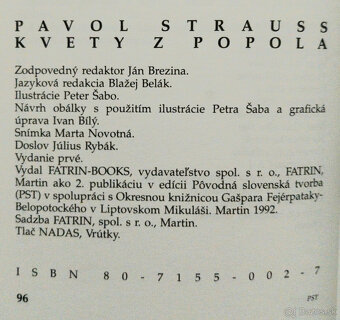 PAVOL STRAUSS
KVETY Z POPOLA
Zodpovedný redaktor Ján Brezina.
Jazyková redakcia Blažej Belák.
Ilustrácie Peter Šabo.
Návrh obálky s použitím ilustrácie Petra Šaba a grafická
úprava Ivan Bílý.
Snímka Marta Novotná.
Doslov Július Rybák.
Vydanie prvé.
Vydal FATRIN-BOOKS, vydavateľstvo spol. s r. o., FATRIN,
Martin ako 2. publikáciu v edícii Pôvodná slovenská tvorba
(PST) v spolupráci s Okresnou knižnicou Gašpara Fejérpataky-
Belopotockého v Liptovskom Mikuláši. Martin 1992.
Sadzba FATRIN, spol. s r. o., Martin.
Tlač NADAS, Vrútky.
ISBN 80-7155-002-7
96 PST
Bazos.sk